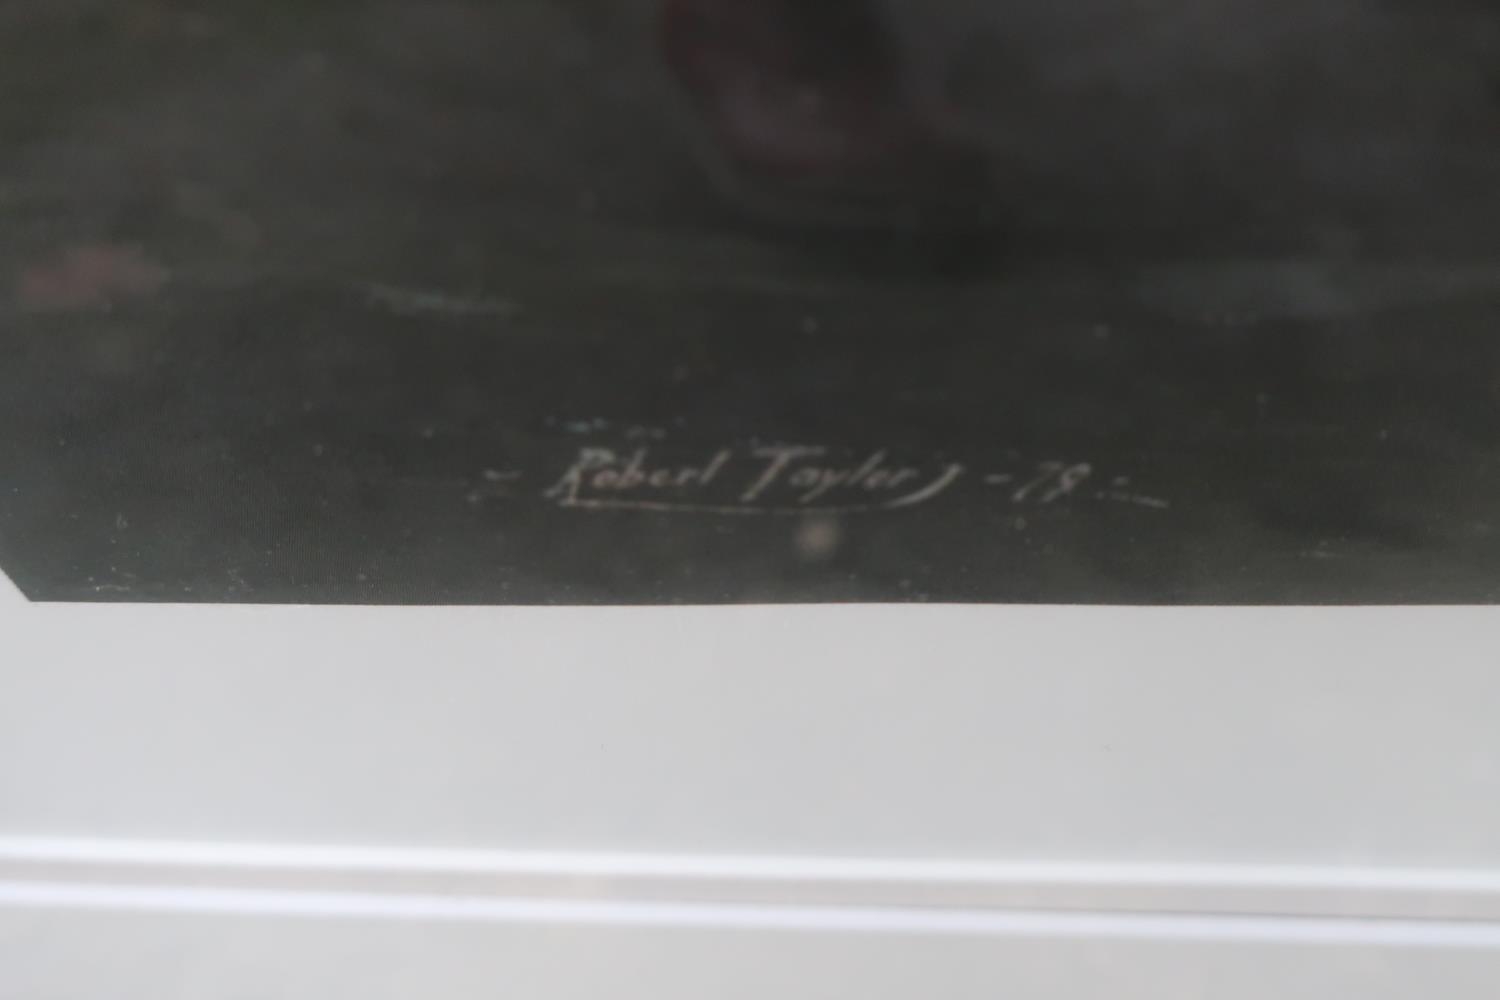 - Robert Taylor - 79 -